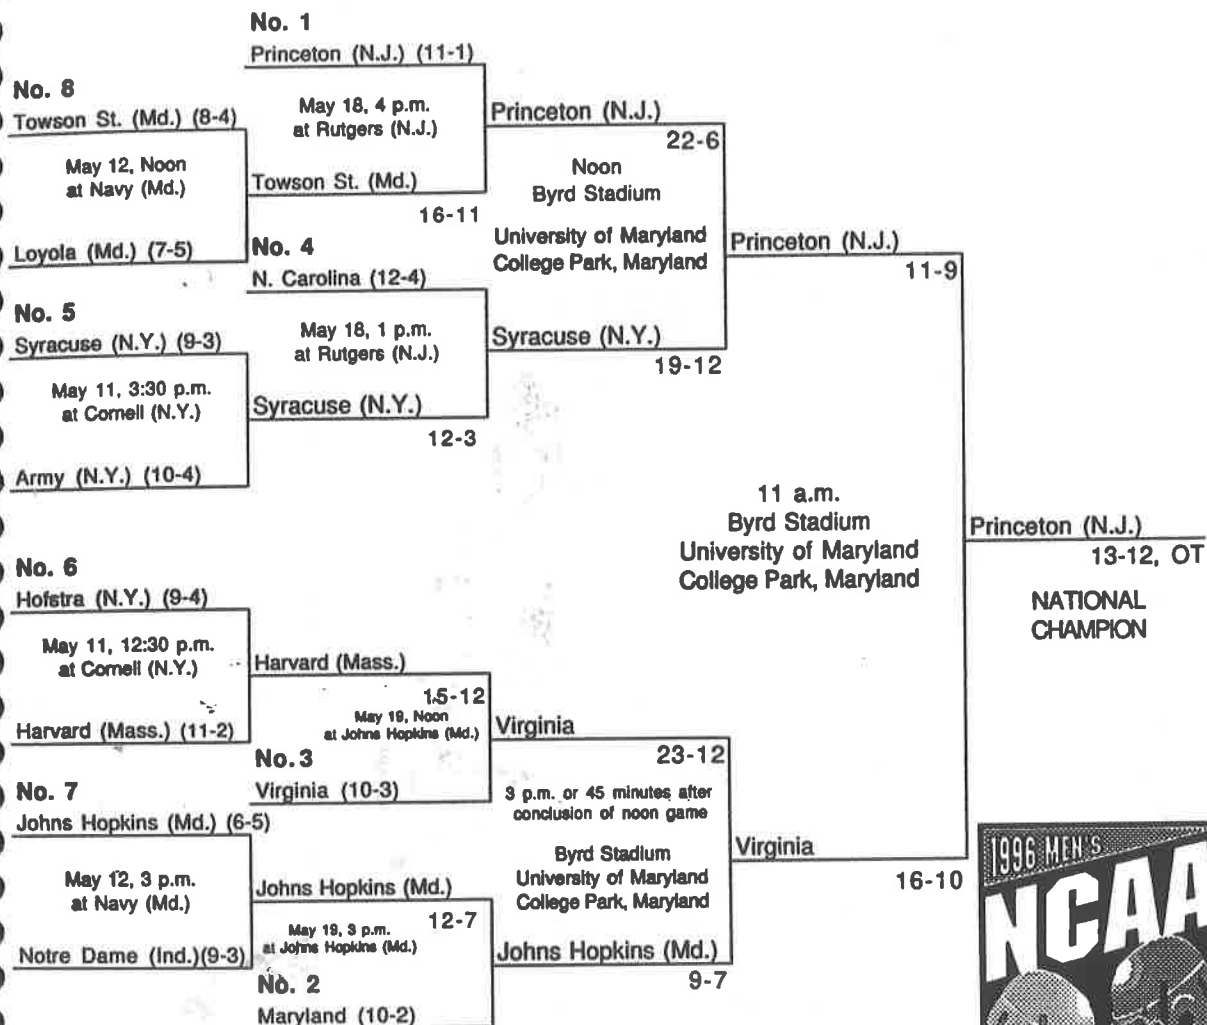 No. 1
Princeton (N.J.) (11-1)
No. 8
Towson St. (Md.) (8-4)
May 18, 4 p.m.
at Rutgers (N.J.)
Princeton (N.J.)
22-6
May 12, Noon
at Navy (Md.)
Towson St. (Md.)
16-11
Noon
Byrd Stadium
University of Maryland
College Park, Maryland
Loyola (Md.) (7-5)
No. 4
N. Carolina (12-4)
Princeton (N.J.)
11-9
No. 5
Syracuse (N.Y.) (9-3)
May 18, 1 p.m.
at Rutgers (N.J.)
Syracuse (N.Y.)
19-12
May 11, 3:30 p.m.
at Cornell (N.Y.)
Syracuse (N.Y.)
12-3
Army (N.Y.) (10-4)
11 a.m.
Byrd Stadium
University of Maryland
College Park, Maryland
Princeton (N.J.)
13-12, OT
NATIONAL
CHAMPION
No. 6
Hofstra (N.Y.) (9-4)
May 11, 12:30 p.m.
at Cornell (N.Y.)
Harvard (Mass.)
15-12
Harvard (Mass.) (11-2)
May 19, Noon
at Johns Hopkins (Md.)
Virginia
23-12
No.3
Virginia (10-3)
No. 7
Johns Hopkins (Md.) (6-5)
3 p.m. or 45 minutes after
conclusion of noon game
Byrd Stadium
University of Maryland
College Park, Maryland
Virginia
16-10
May 12, 3 p.m.
at Navy (Md.)
Johns Hopkins (Md.)
12-7
May 19, 3 p.m.
at Johns Hopkins (Md.)
Notre Dame (Ind.)(9-3)
Johns Hopkins (Md.)
9-7
No. 2
Maryland (10-2)
1996 MEN'S
NCAA